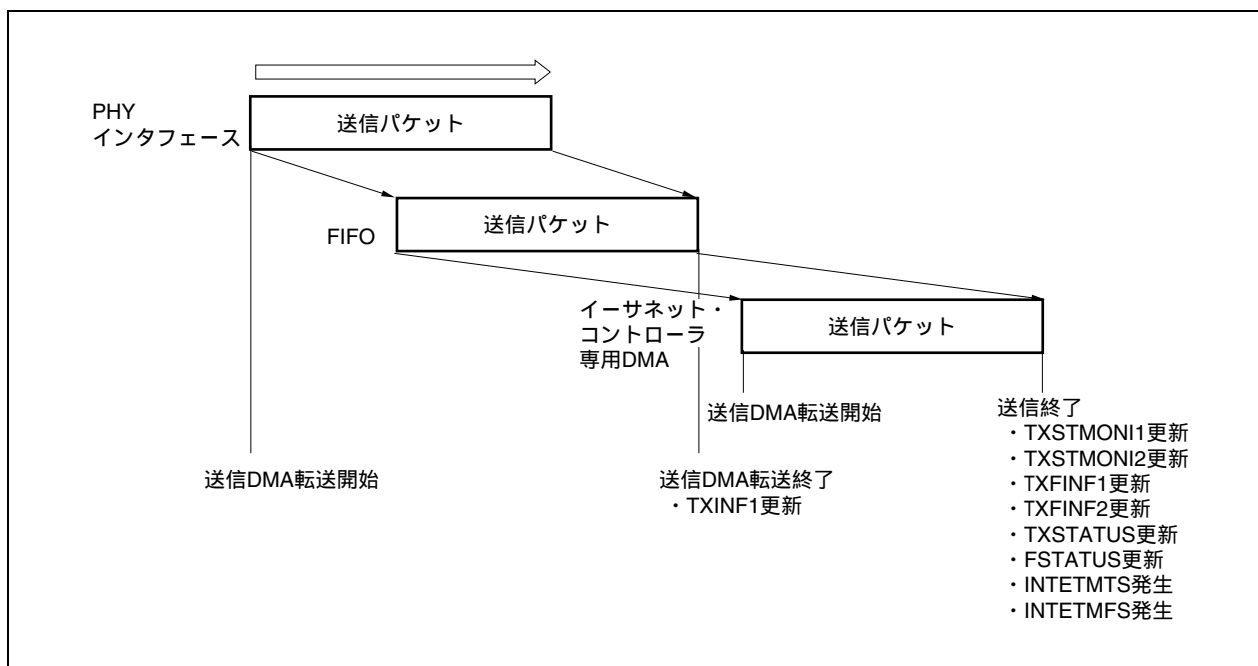 PHY
インタフェース
送信パケット
FIFO
送信パケット
イーサネット・
コントローラ
専用DMA
送信パケット
送信DMA転送開始
送信DMA転送終了
・TXINF1更新
送信DMA転送開始
送信終了
・TXSTMONI1更新
・TXSTMONI2更新
・TXFINF1更新
・TXFINF2更新
・TXSTATUS更新
・FSTATUS更新
・INTETMTS発生
・INTETMFS発生